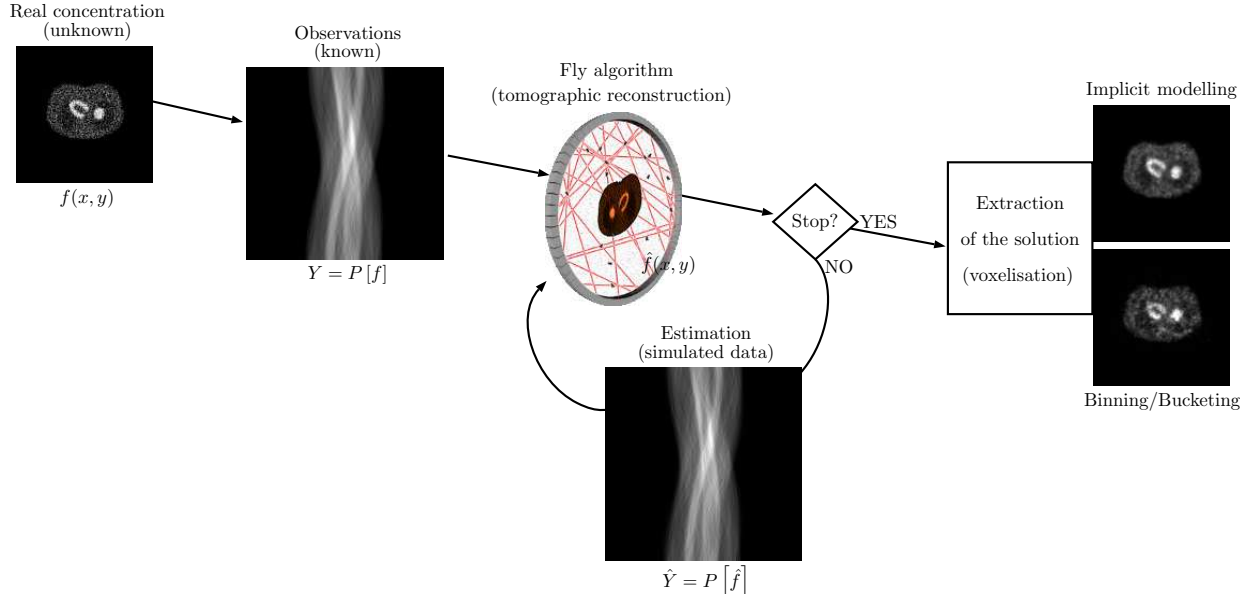 Real concentration
(unknown)
f(x, y)
Observations
(known)
Y = P [f]
Fly algorithm
(tomographic reconstruction)
f̂(x, y)
Stop?
YES
NO
Estimation
(simulated data)
Ŷ = P [f̂]
Extraction
of the solution
(voxelisation)
Implicit modelling
Binning/Bucketing